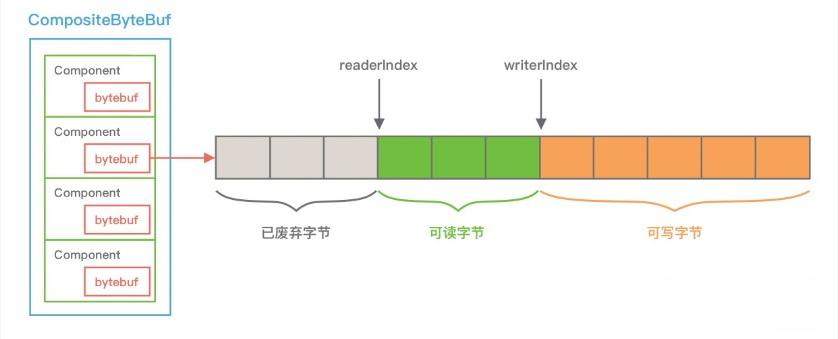 CompositeByteBuf
Component
bytebuf
Component
bytebuf
Component
bytebuf
Component
bytebuf
readerIndex
writerIndex
已废弃字节
可读字节
可写字节